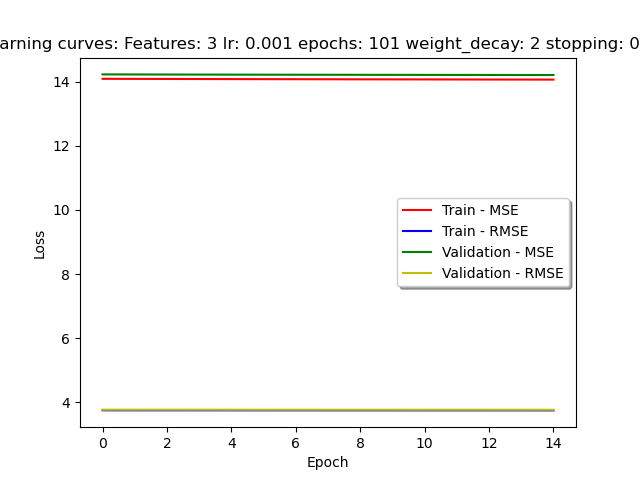 arning curves: Features: 3 lr: 0.001 epochs: 101 weight_decay: 2 stopping: 0
14
12
10
8
6
4
Loss
Train - MSE
Train - RMSE
Validation - MSE
Validation - RMSE
0 2 4 6 8 10 12 14
Epoch